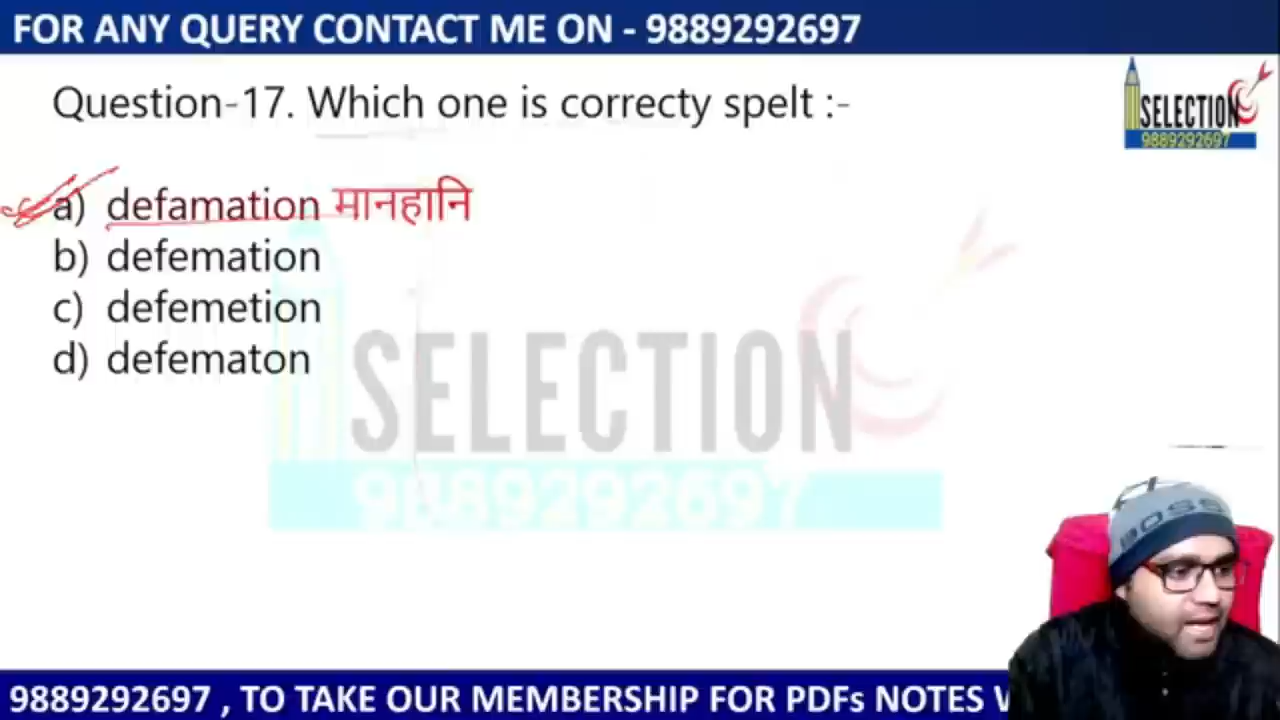 FOR ANY QUERY CONTACT ME ON - 9889292697
SELECTION
9889292697
Question-17. Which one is correcty spelt :-
a) defamation मानहानि
b) defemation
c) defemetion
d) defematon
SELECTION
9889292697
BOSS
9889292697 , TO TAKE OUR MEMBERSHIP FOR PDFs NOTES